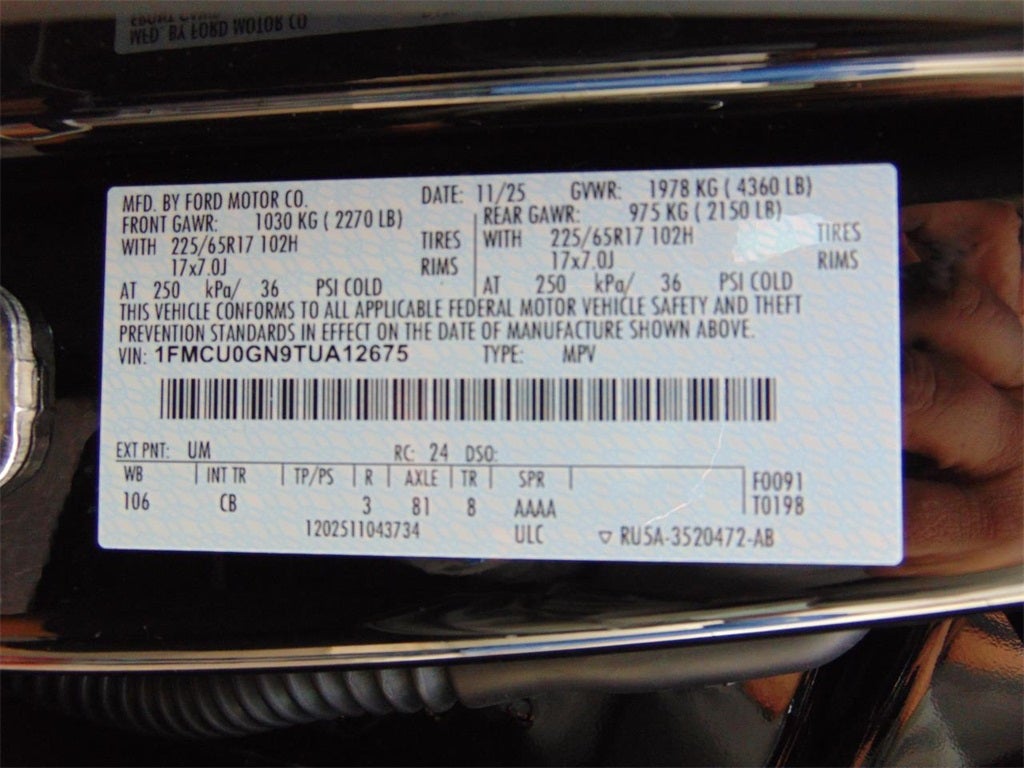 MFD. BY FORD MOTOR CO. DATE: 11/25 GVWR: 1978 KG ( 4360 LB)
FRONT GAWR: 1030 KG ( 2270 LB) REAR GAWR: 975 KG ( 2150 LB)
WITH 225/65R17 102H TIRES WITH 225/65R17 102H TIRES
17x7.0J RIMS 17x7.0J RIMS
AT 250 kPa/ 36 PSI COLD AT 250 kPa/ 36 PSI COLD
THIS VEHICLE CONFORMS TO ALL APPLICABLE FEDERAL MOTOR VEHICLE SAFETY AND THEFT
PREVENTION STANDARDS IN EFFECT ON THE DATE OF MANUFACTURE SHOWN ABOVE.
VIN: 1FMCU0GN9TUA12675 TYPE: MPV
EXT PNT: UM RC: 24 DSO:
WB INT TR TP/PS R AXLE TR SPR F0091
106 CB 3 81 8 AAAA T0198
1202511043734 ULC ▽ RU5A-3520472-AB